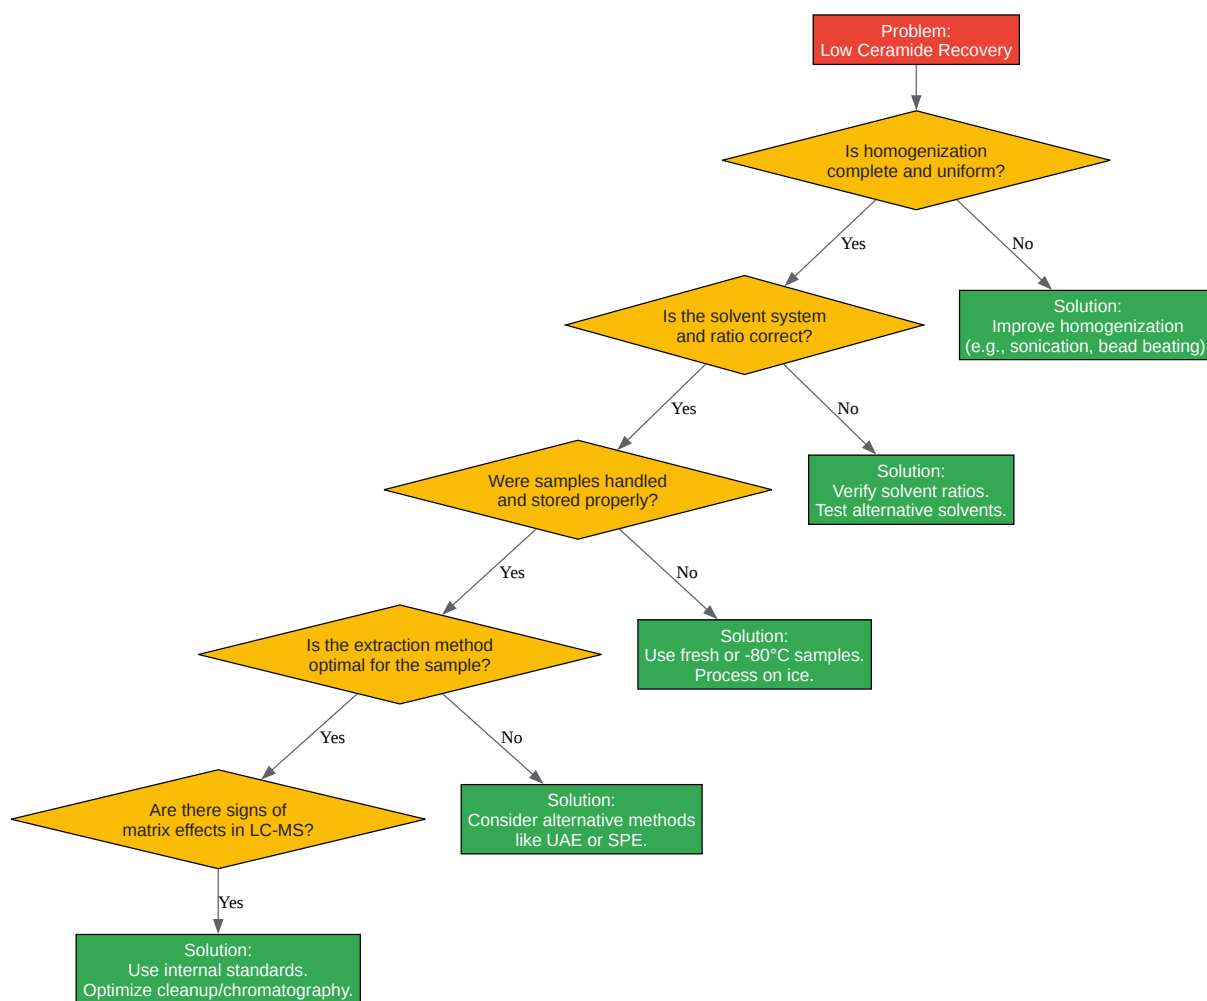 Problem:
Low Ceramide Recovery
Is homogenization
complete and uniform?
Yes
No
Is the solvent system
and ratio correct?
Solution:
Improve homogenization
(e.g., sonication, bead beating)
Yes
No
Were samples handled
and stored properly?
Solution:
Verify solvent ratios.
Test alternative solvents.
Yes
No
Is the extraction method
optimal for the sample?
Solution:
Use fresh or -80°C samples.
Process on ice.
Yes
No
Are there signs of
matrix effects in LC-MS?
Solution:
Consider alternative methods
like UAE or SPE.
Yes
Solution:
Use internal standards.
Optimize cleanup/chromatography.